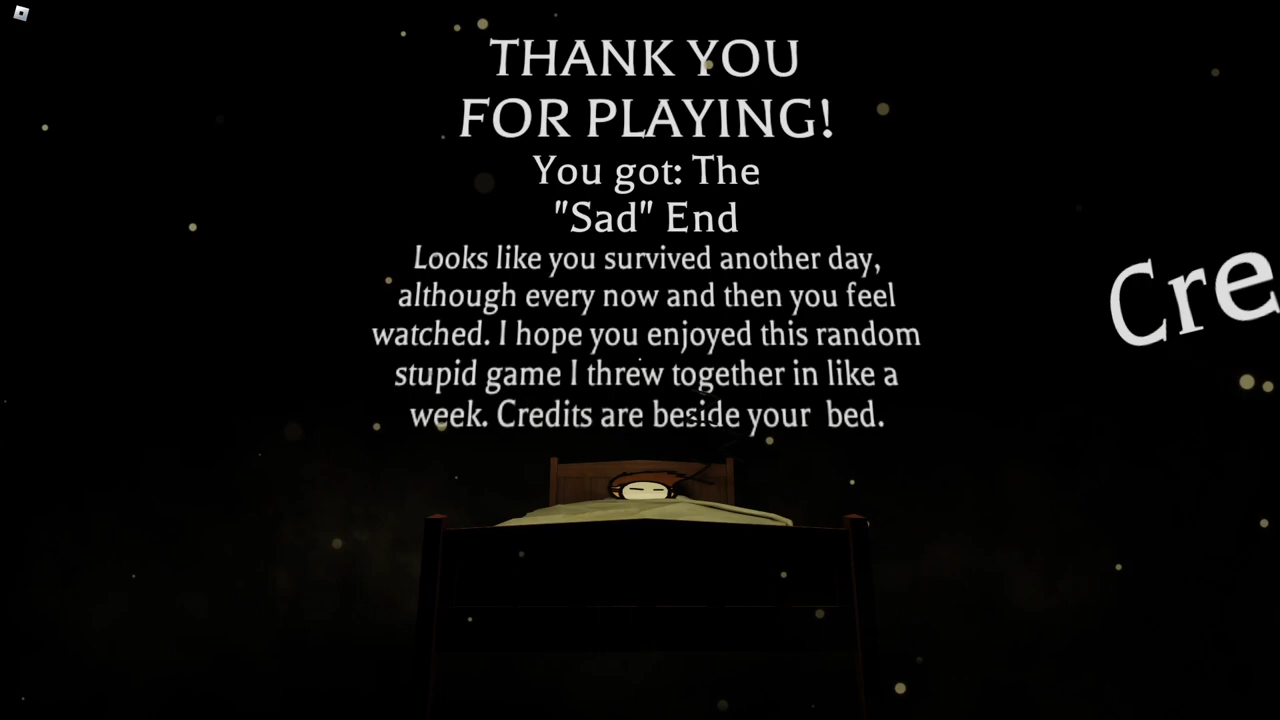 THANK YOU
FOR PLAYING!
You got: The
"Sad" End
Looks like you survived another day,
although every now and then you feel
watched. I hope you enjoyed this random
stupid game I threw together in like a
week. Credits are beside your  bed.
Cre